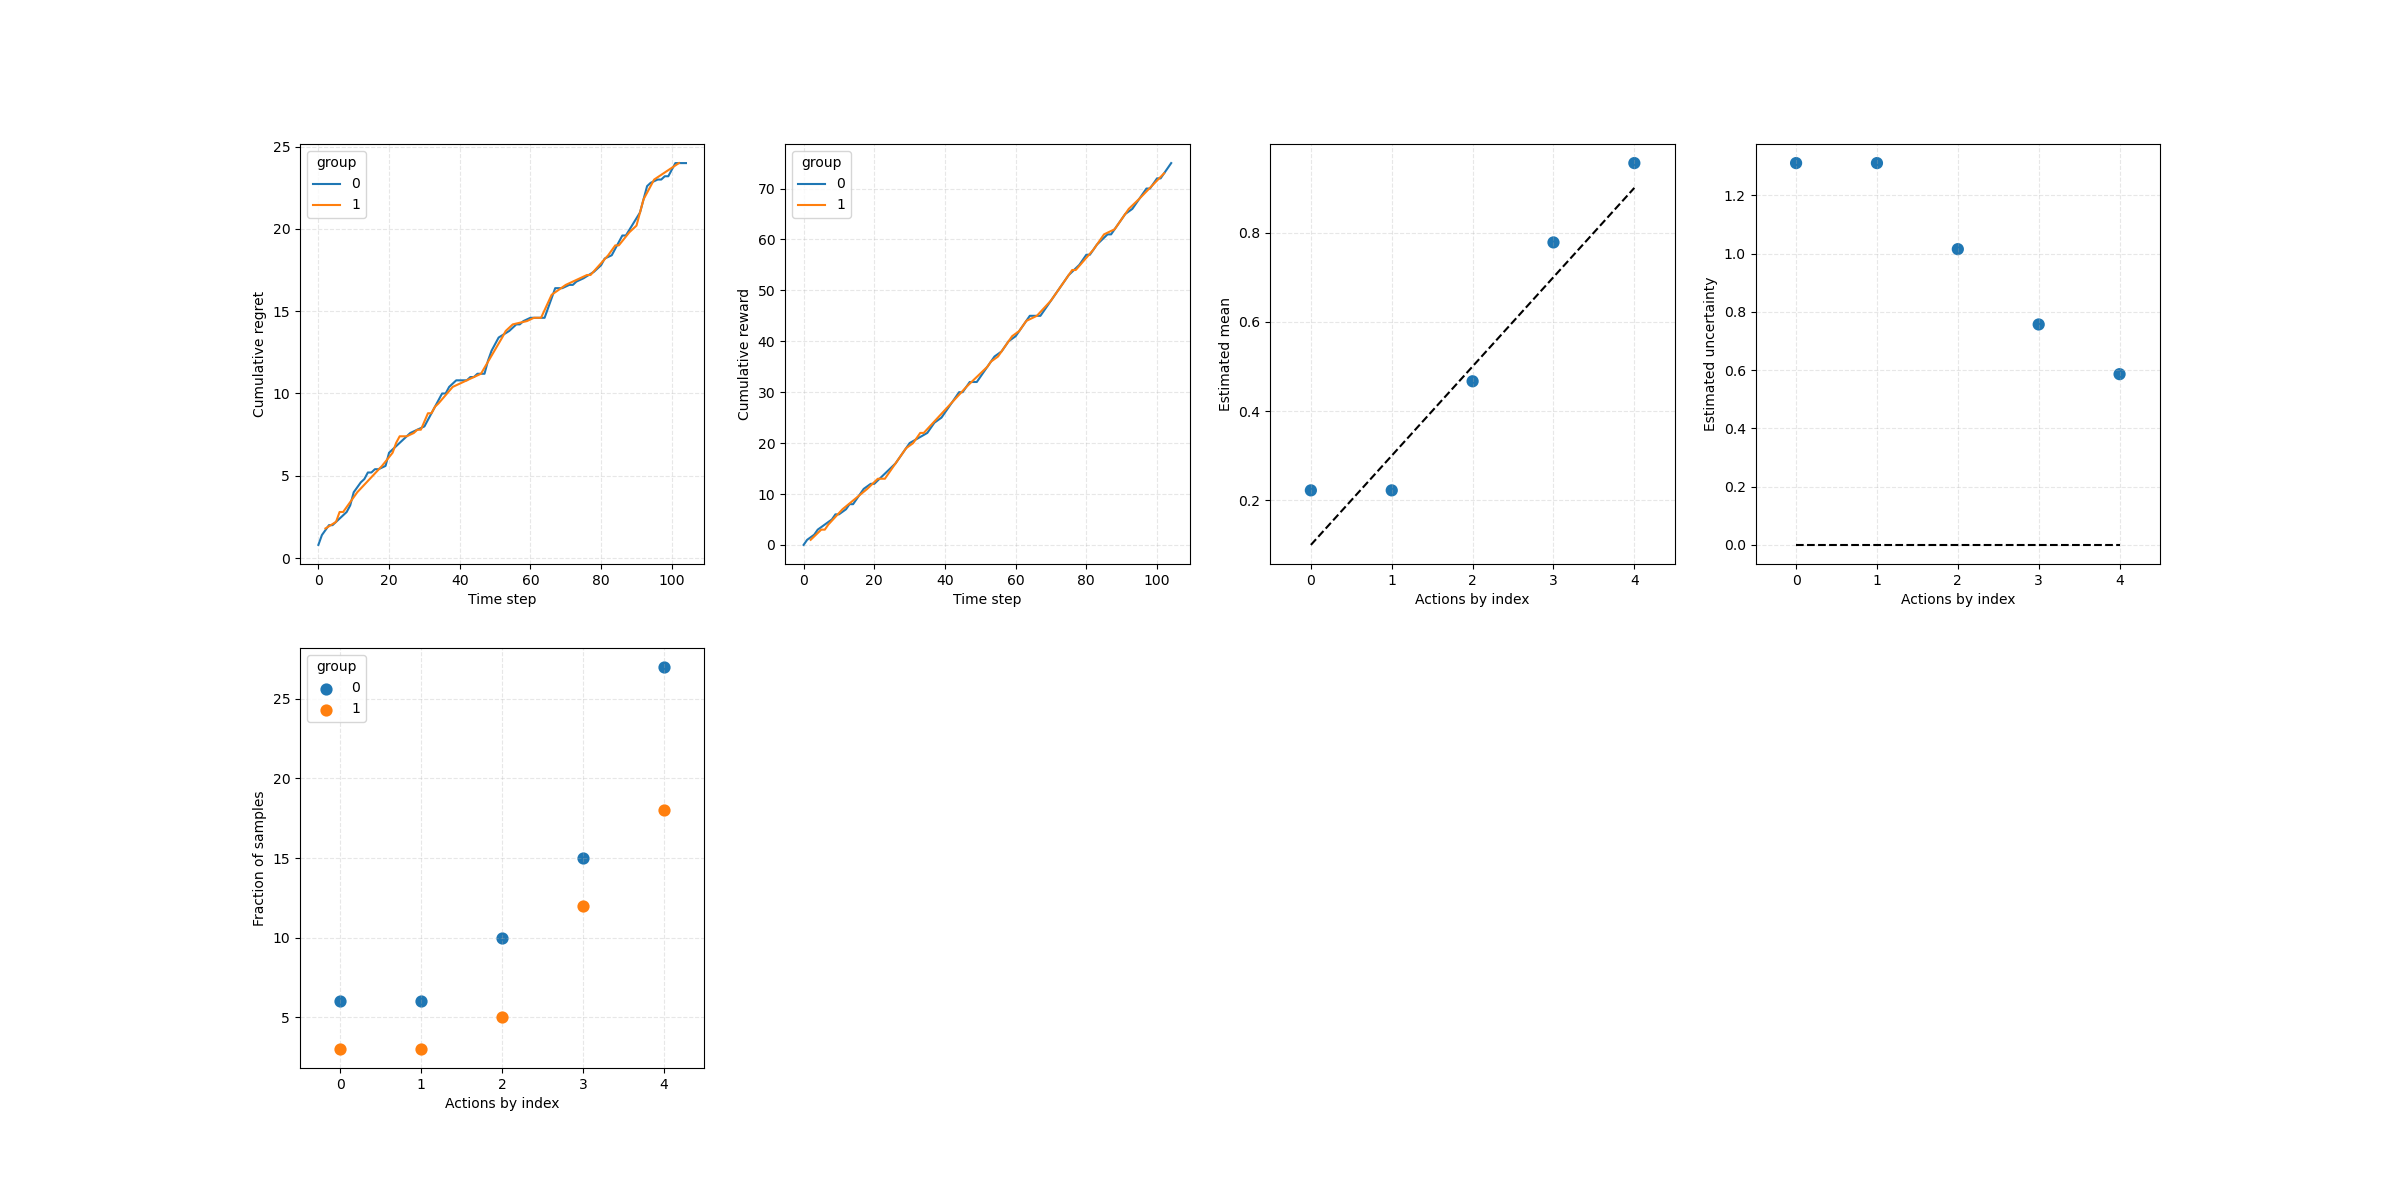 25
20
15
10
5
0
Cumulative regret
group
0
1
0 20 40 60 80 100
Time step
70
60
50
40
30
20
10
0
Cumulative reward
group
0
1
0 20 40 60 80 100
Time step
0.8
0.6
0.4
0.2
Estimated mean
0 1 2 3 4
Actions by index
1.2
1.0
0.8
0.6
0.4
0.2
0.0
Estimated uncertainty
0 1 2 3 4
Actions by index
25
20
15
10
5
Fraction of samples
group
0
1
0 1 2 3 4
Actions by index